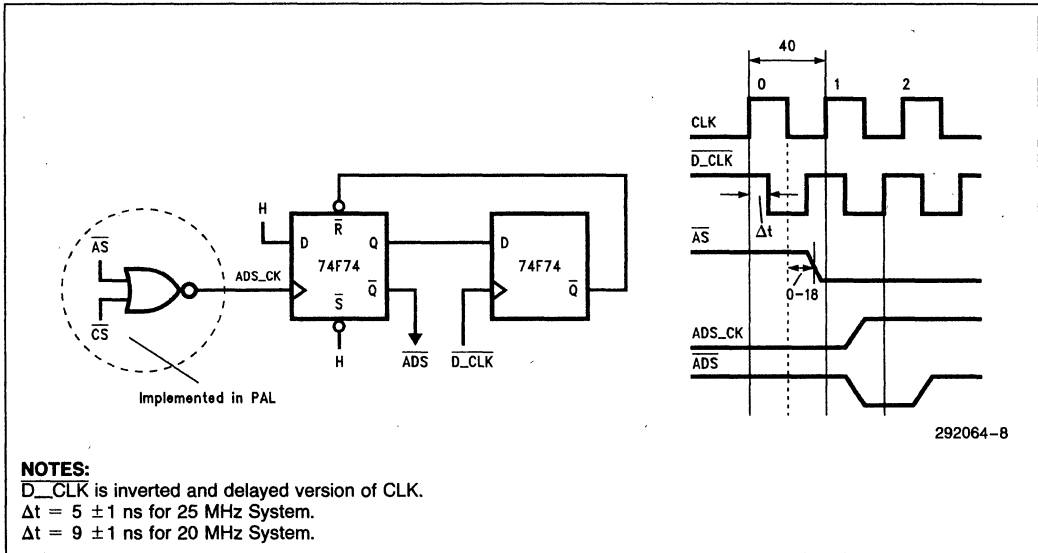 40
0 1 2
CLK
D_CLK
Δt
AS
0-18
ADS_CK
ADS
H
D R Q
74F74
S Q
H
ADS
D
74F74
Q
D_CLK
AS
CS
ADS_CK
Implemented in PAL
292064-8
NOTES:
D__CLK is inverted and delayed version of CLK.
Δt = 5 ±1 ns for 25 MHz System.
Δt = 9 ±1 ns for 20 MHz System.